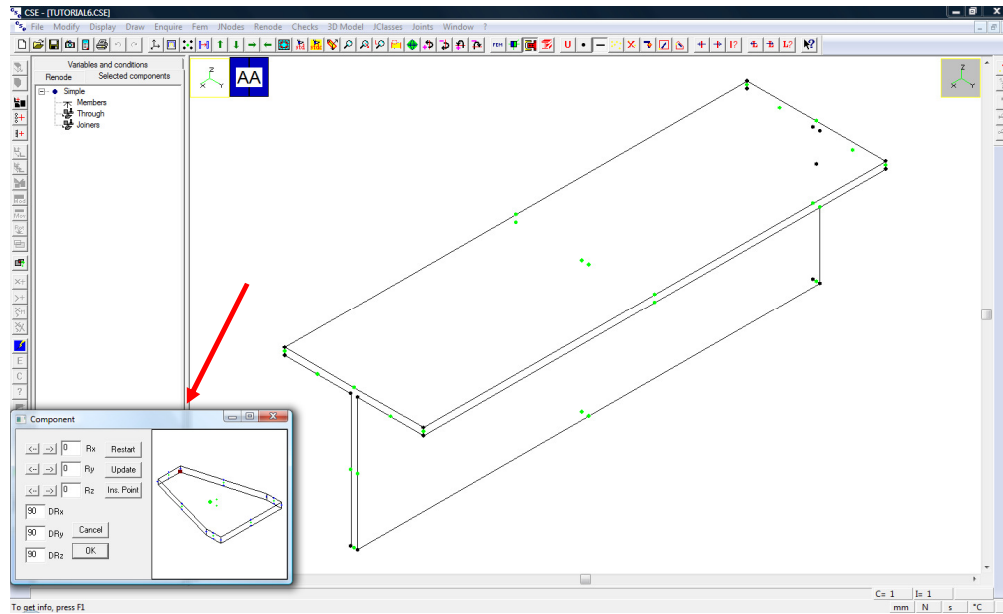 CSE - [TUTORIAL6.CSE]
File Modify Display Draw Enquire Fem JNodes Renode Checks 3D Model JClasses Joints Window ?
Variables and conditions
Renode Selected components
Simple
Members
Through
Joiners
Z
X Y
AA
Z
X Y
Component
<-- --> 0 Rx Restart
<-- --> 0 Ry Update
<-- --> 0 Rz Ins. Point
90 DRx
90 DRy Cancel
90 DRz OK
C= 1 I= 1
To get info, press F1 mm N s °C